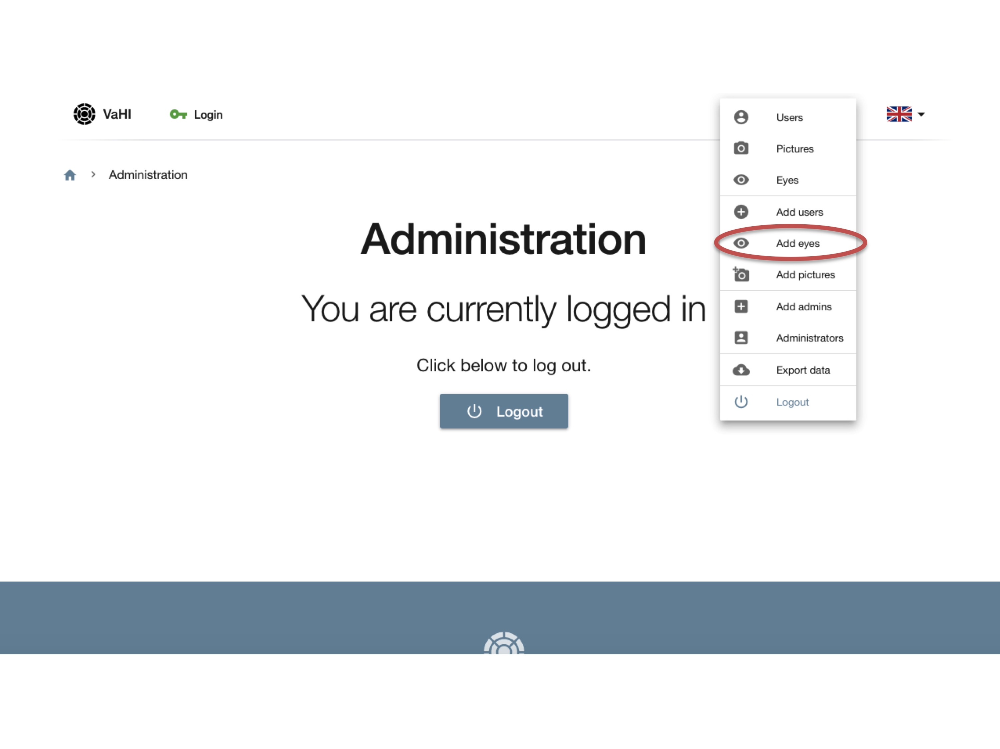 VaHI
Login
Administration
Administration
You are currently logged in
Click below to log out.
Logout
Users
Pictures
Eyes
Add users
Add eyes
Add pictures
Add admins
Administrators
Export data
Logout